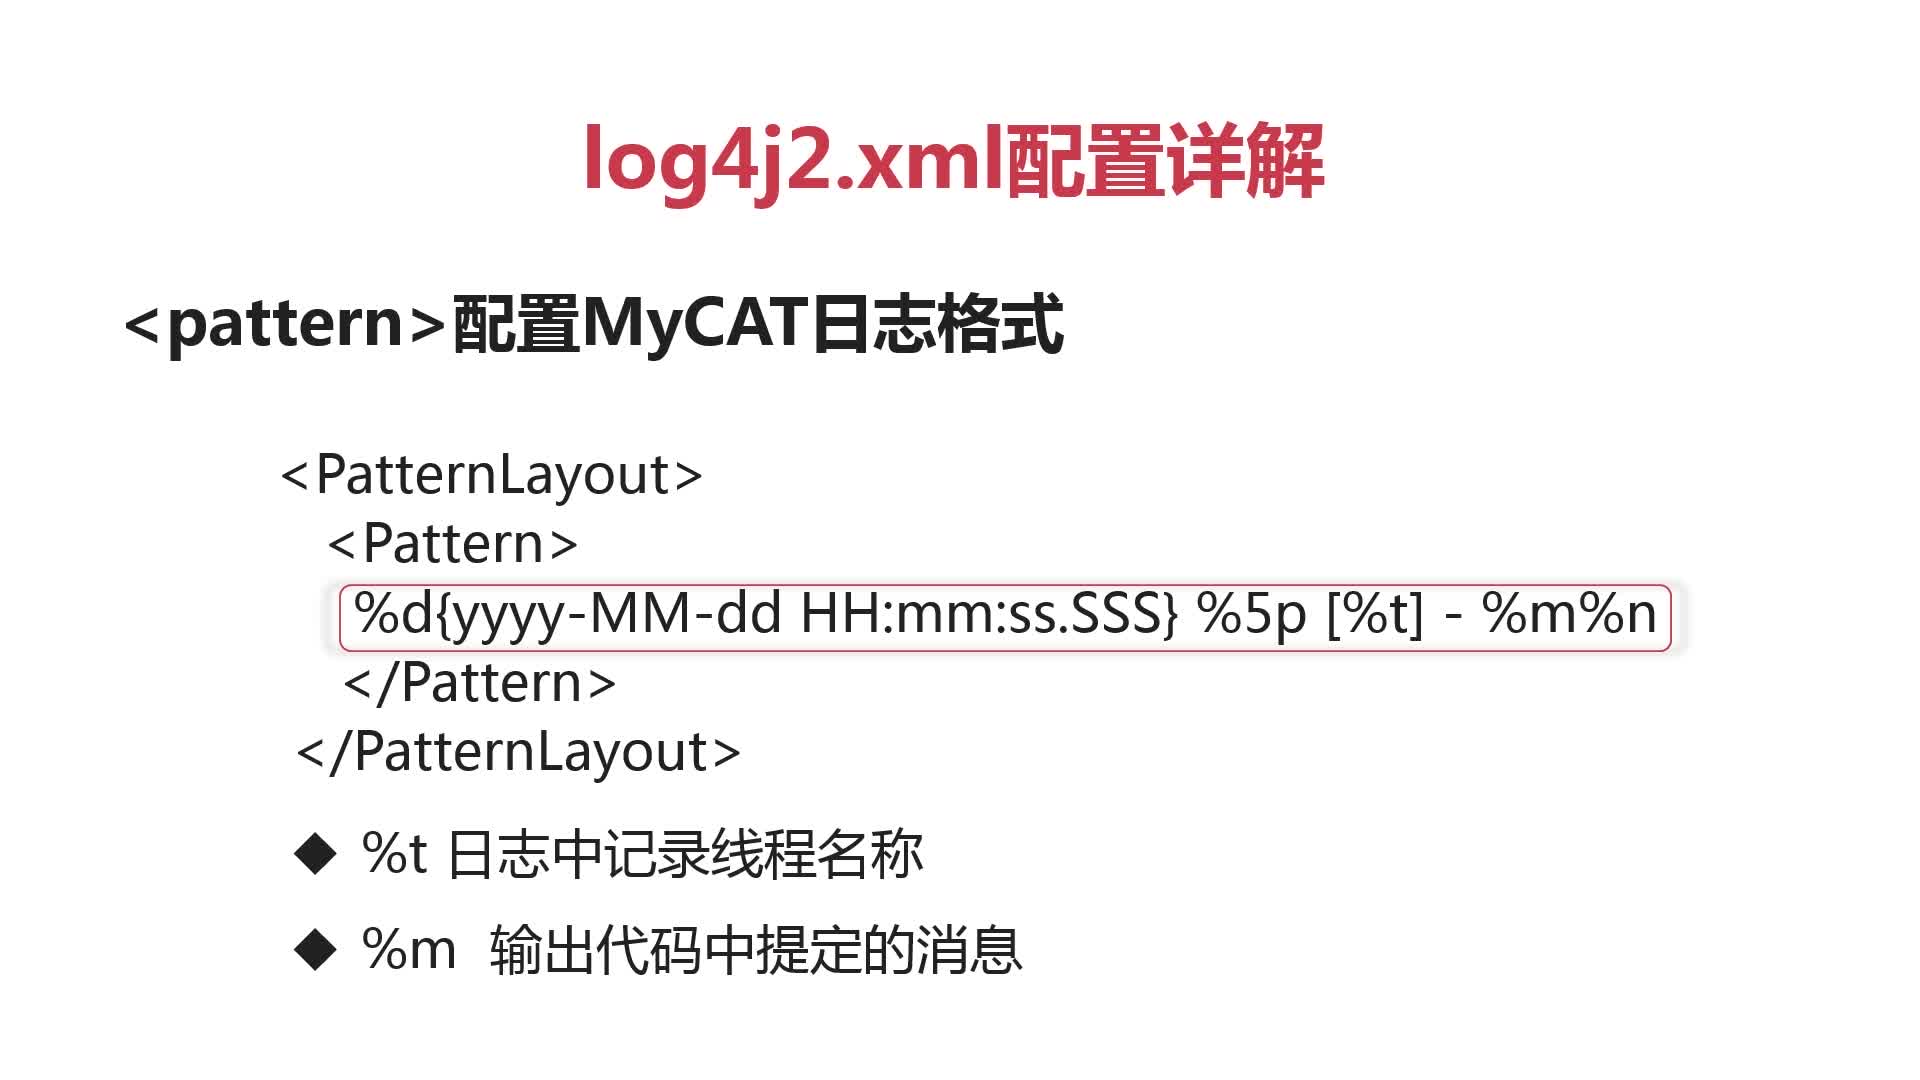 log4j2.xml配置详解
<pattern>配置MyCAT日志格式
<PatternLayout>
<Pattern>
%d{yyyy-MM-dd HH:mm:ss.SSS} %5p [%t] - %m%n
</Pattern>
</PatternLayout>
◆ %t 日志中记录线程名称
◆ %m 输出代码中提定的消息